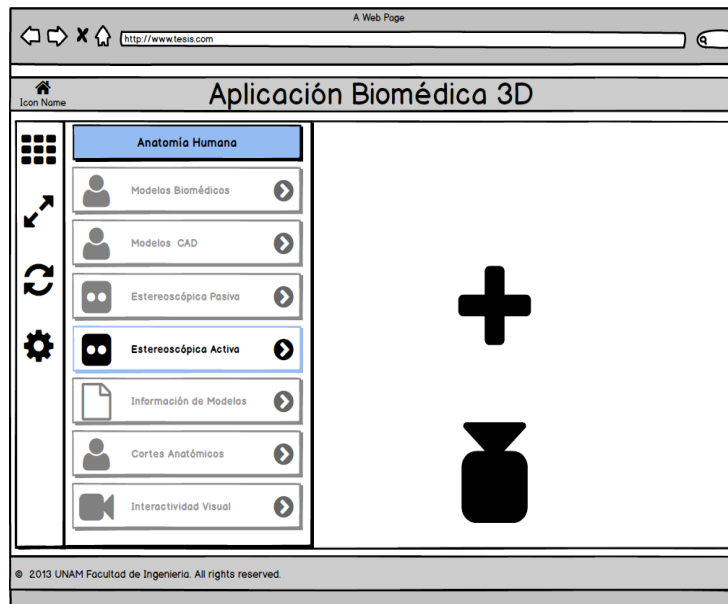 A Web Page
http://www.tesis.com
Icon Name
Aplicación Biomédica 3D
Anatomía Humana
Modelos Biomédicos
Modelos CAD
Estereoscópica Pasiva
Estereoscópica Activa
Información de Modelos
Cortes Anatómicos
Interactividad Visual
© 2013 UNAM Facultad de Ingenieria. All rights reserved.